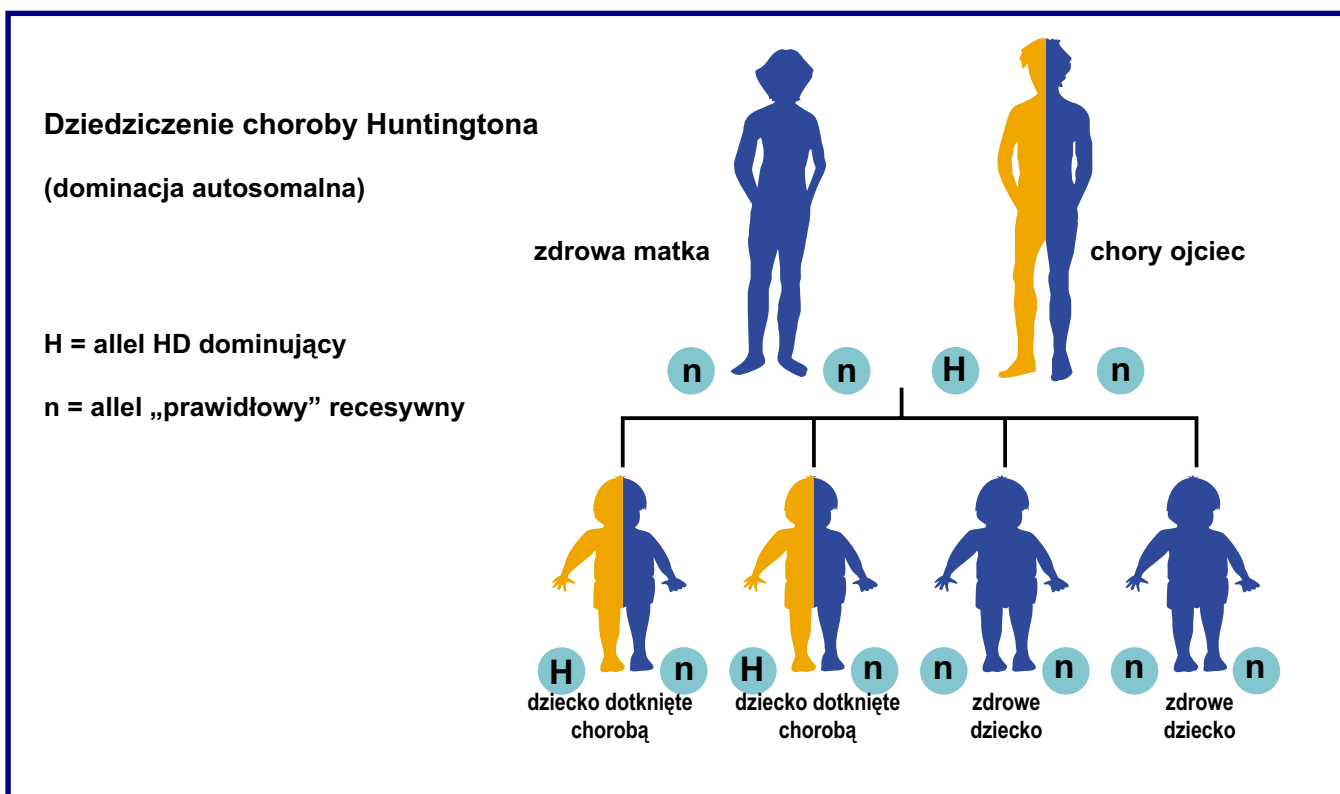 Dziedziczenie choroby Huntingtona
(dominacja autosomalna)
zdrowa matka
chory ojciec
H = allel HD dominujący
n = allel „prawidłowy” recesywny
n n H n
H n H n n n n n
dziecko dotknięte dziecko dotknięte zdrowe zdrowe
chorobą chorobą dziecko dziecko